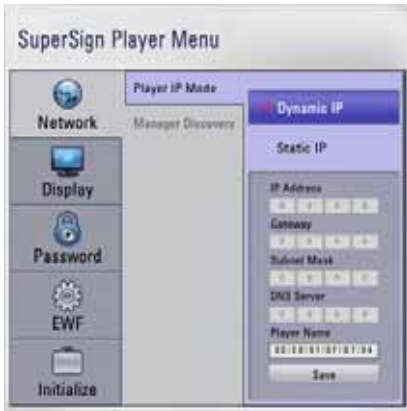 SuperSign Player Menu
Network
Display
Password
EWF
Initialize
Player IP Mode
Manager Discovery
Dynamic IP
Static IP
IP Address
Gateway
Subnet Mask
DNS Server
Player Name
Save